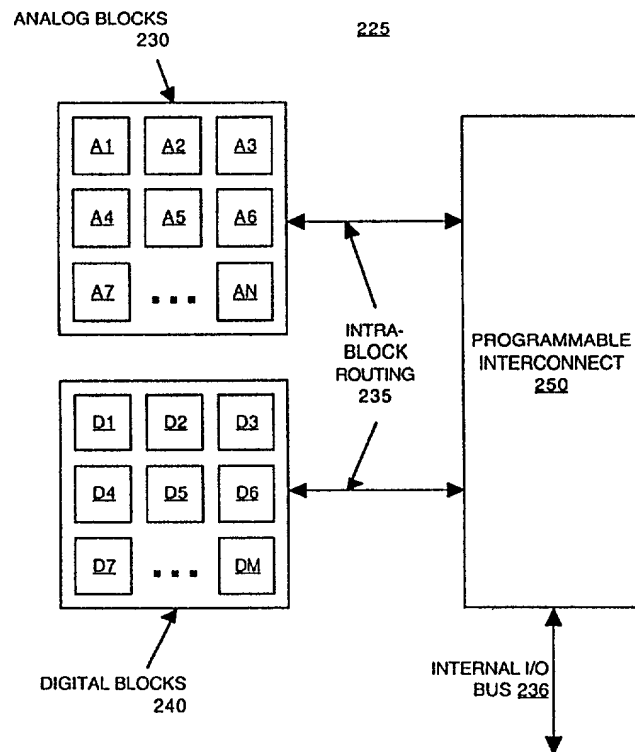 ANALOG BLOCKS
230
225
A1 A2 A3
A4 A5 A6
A7 ... AN
INTRA-
BLOCK
ROUTING
235
PROGRAMMABLE
INTERCONNECT
250
D1 D2 D3
D4 D5 D6
D7 ... DM
DIGITAL BLOCKS
240
INTERNAL I/O
BUS 236